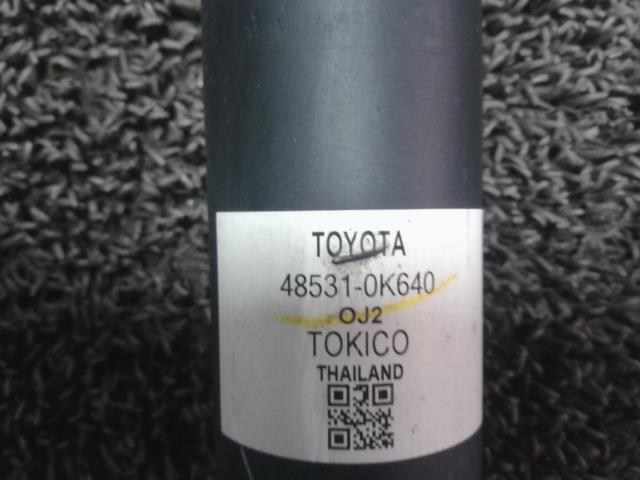 TOYOTA
48531-0K640
OJ2
TOKICO
THAILAND